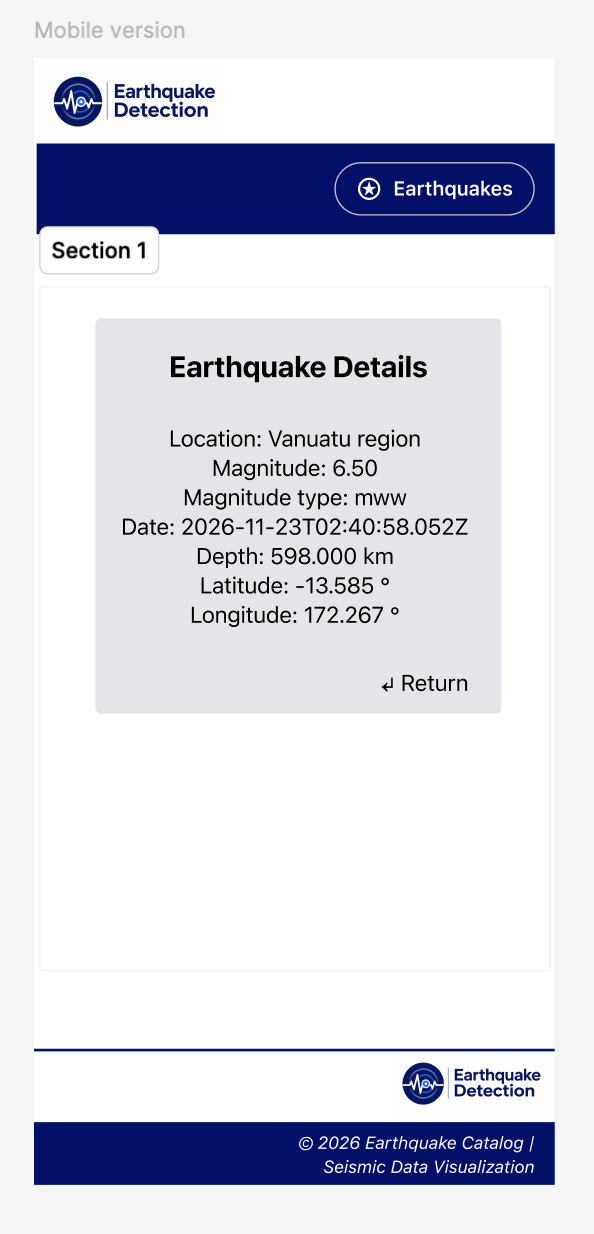 Mobile version
Earthquake
Detection
Earthquakes
Section 1
Earthquake Details
Location: Vanuatu region
Magnitude: 6.50
Magnitude type: mww
Date: 2026-11-23T02:40:58.052Z
Depth: 598.000 km
Latitude: -13.585 °
Longitude: 172.267 °
↲ Return
Earthquake
Detection
© 2026 Earthquake Catalog |
Seismic Data Visualization